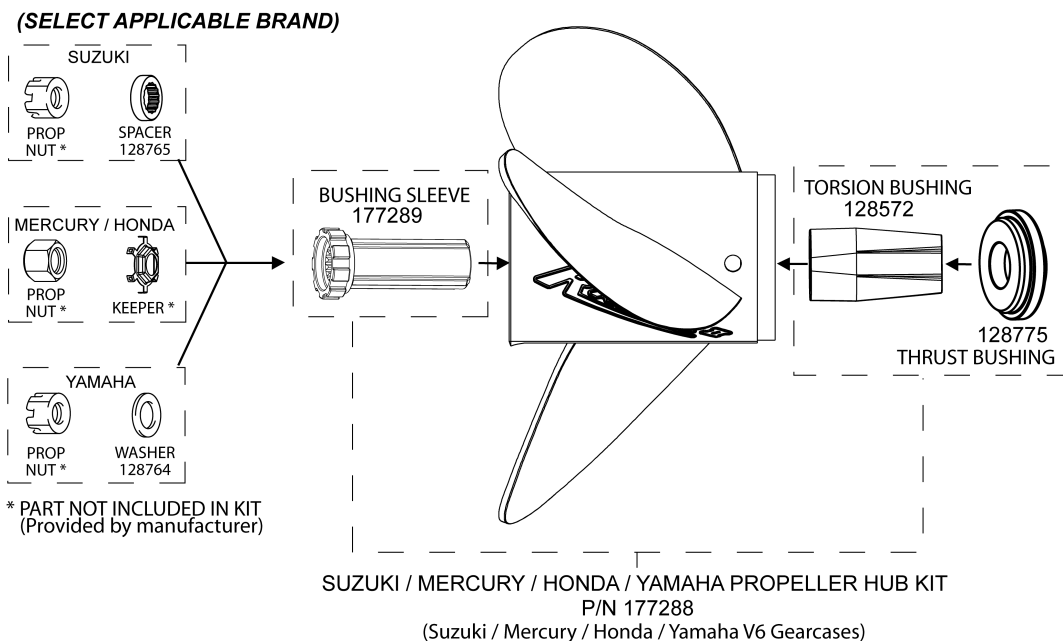 (SELECT APPLICABLE BRAND)
SUZUKI
PROP
NUT *
SPACER
128765
MERCURY / HONDA
PROP
NUT *
KEEPER *
YAMAHA
PROP
NUT *
WASHER
128764
* PART NOT INCLUDED IN KIT
(Provided by manufacturer)
BUSHING SLEEVE
177289
TORSION BUSHING
128572
128775
THRUST BUSHING
SUZUKI / MERCURY / HONDA / YAMAHA PROPELLER HUB KIT
P/N 177288
(Suzuki / Mercury / Honda / Yamaha V6 Gearcases)